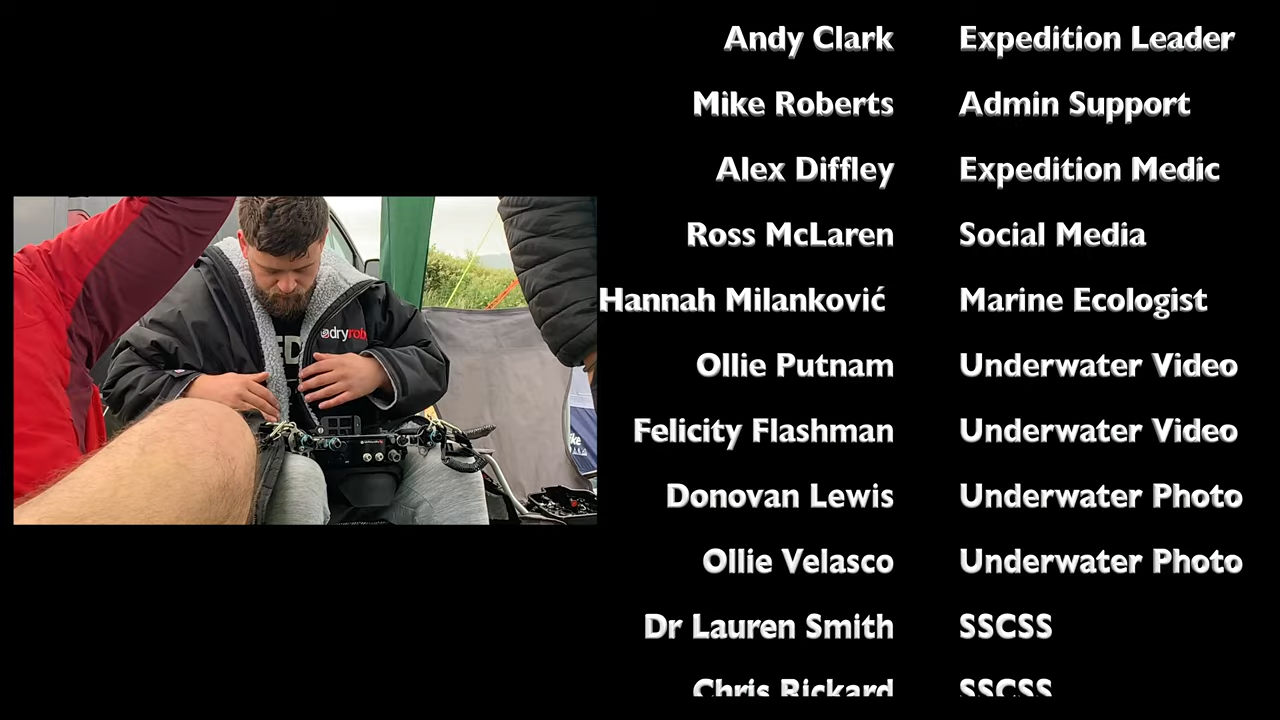 Andy Clark Expedition Leader
Mike Roberts Admin Support
Alex Diffley Expedition Medic
Ross McLaren Social Media
Hannah Milanković Marine Ecologist
Ollie Putnam Underwater Video
Felicity Flashman Underwater Video
Donovan Lewis Underwater Photo
Ollie Velasco Underwater Photo
Dr Lauren Smith SSCSS
Chris Rickard SSCSS
dryrob
ED